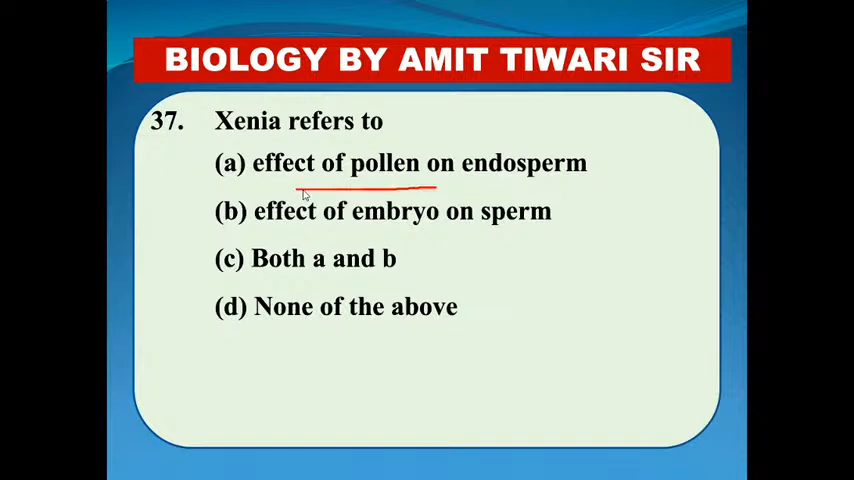 BIOLOGY BY AMIT TIWARI SIR
37. Xenia refers to
(a) effect of pollen on endosperm
(b) effect of embryo on sperm
(c) Both a and b
(d) None of the above